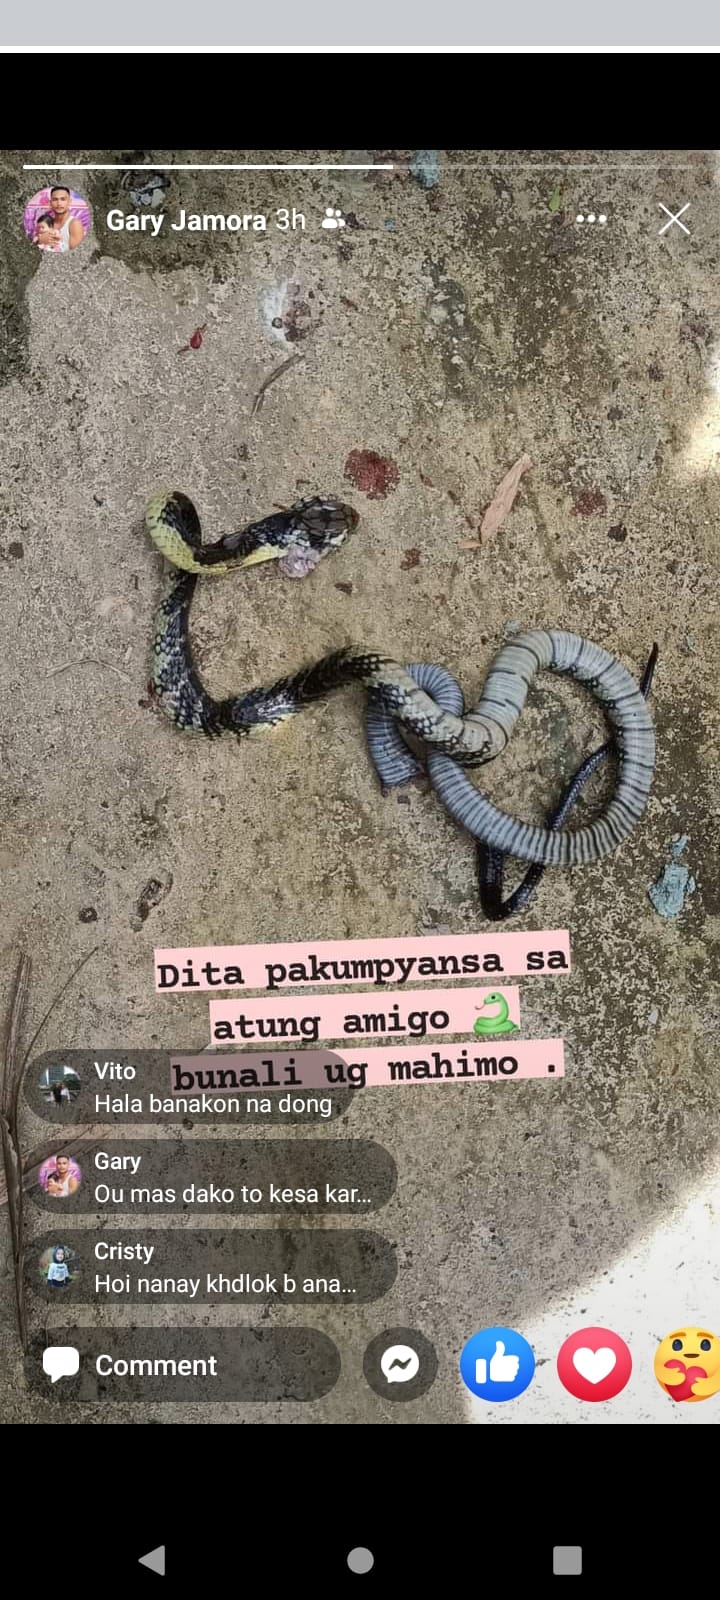 Gary Jamora 3h
Dita pakumpyansa sa
atung amigo 🐍
bunali ug mahimo .
Vito
Hala banakon na dong
Gary
Ou mas dako to kesa kar...
Cristy
Hoi nanay khdlok b ana...
Comment